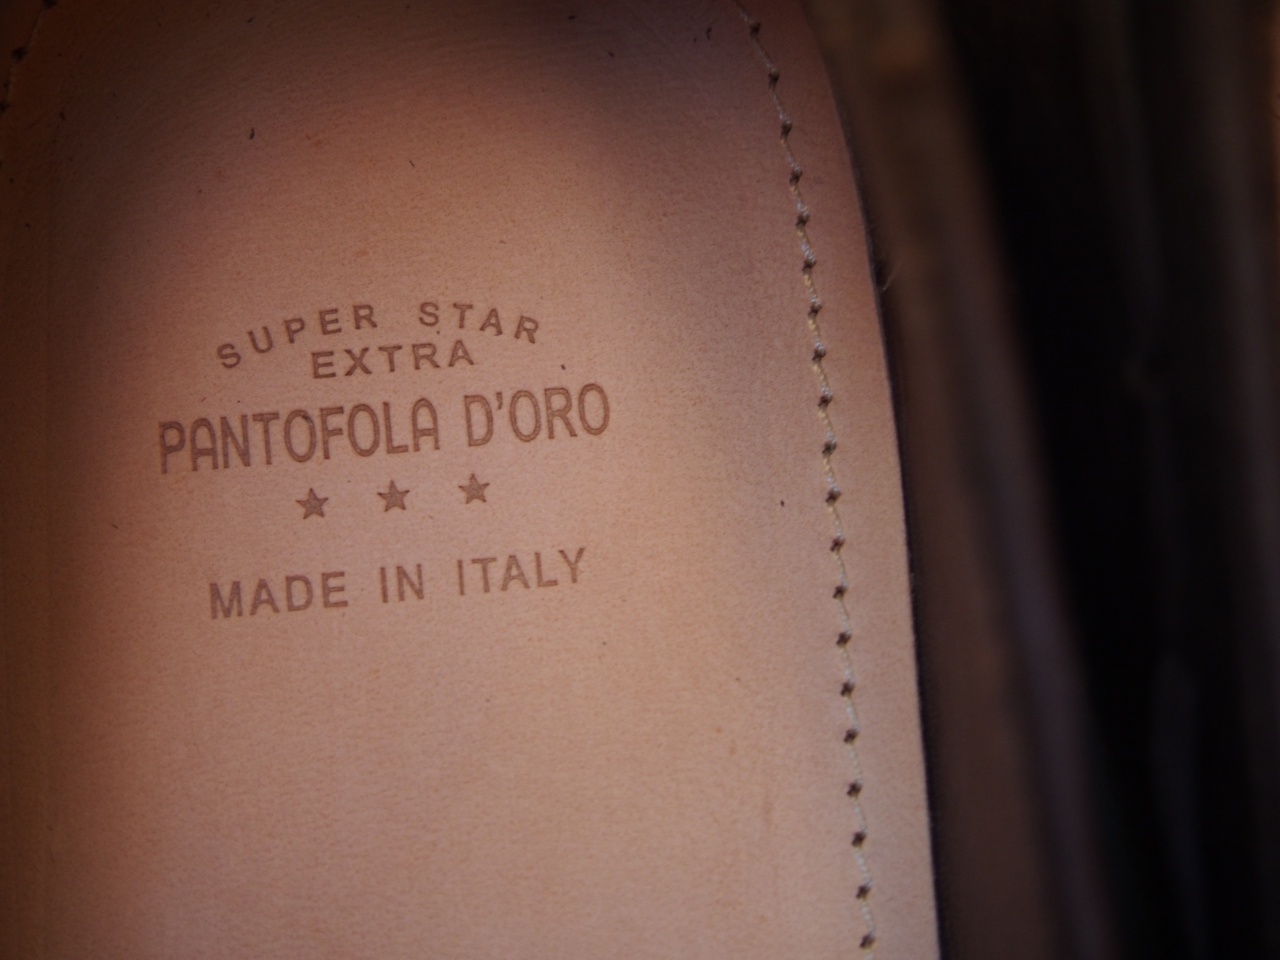 SUPER STAR
EXTRA
PANTOFOLA D'ORO
MADE IN ITALY